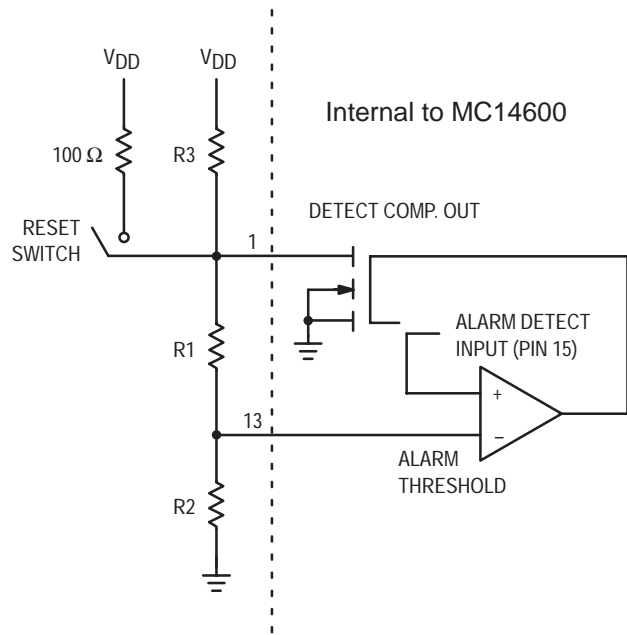 VDD
VDD
Internal to MC14600
100 Ω
R3
DETECT COMP. OUT
RESET
SWITCH
1
R1
ALARM DETECT
INPUT (PIN 15)
+
13
–
ALARM
THRESHOLD
R2